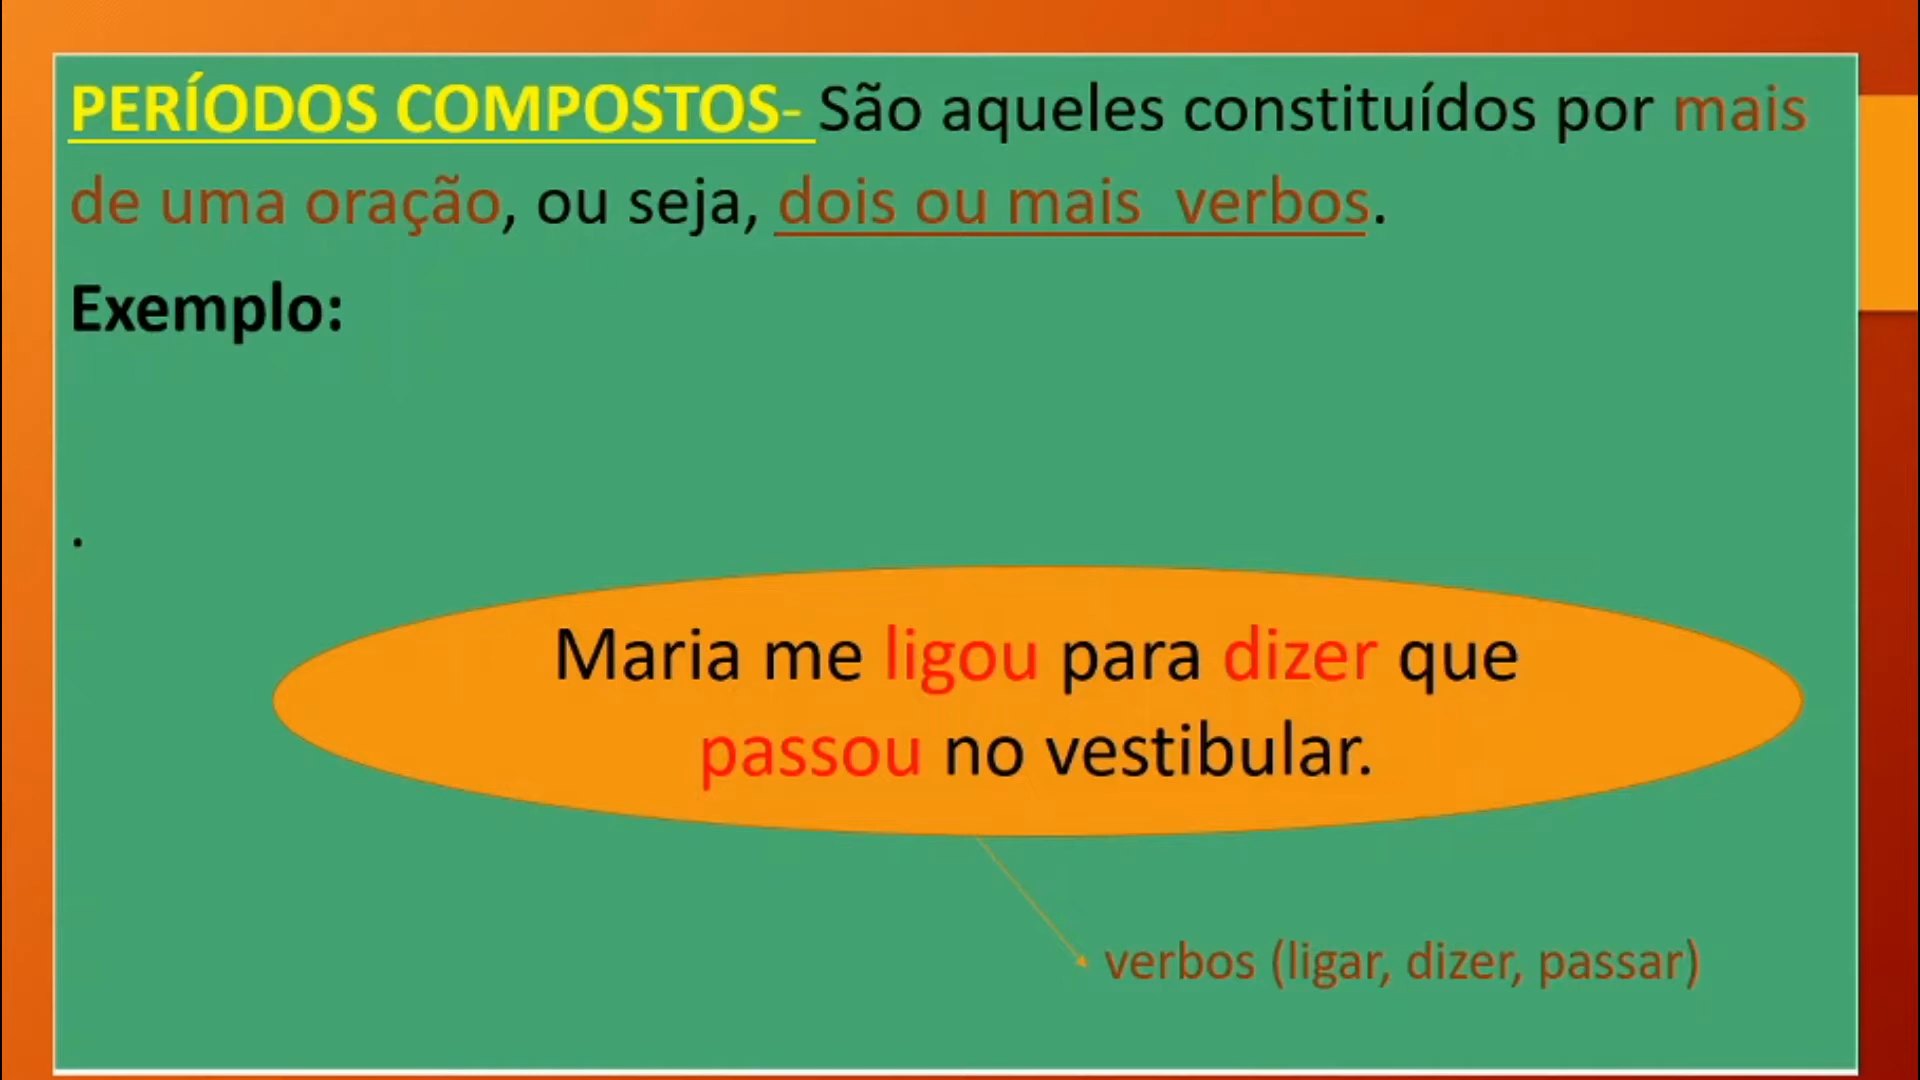 PERÍODOS COMPOSTOS- São aqueles constituídos por mais
de uma oração, ou seja, dois ou mais verbos.
Exemplo:
.
Maria me ligou para dizer que
passou no vestibular.
verbos (ligar, dizer, passar)